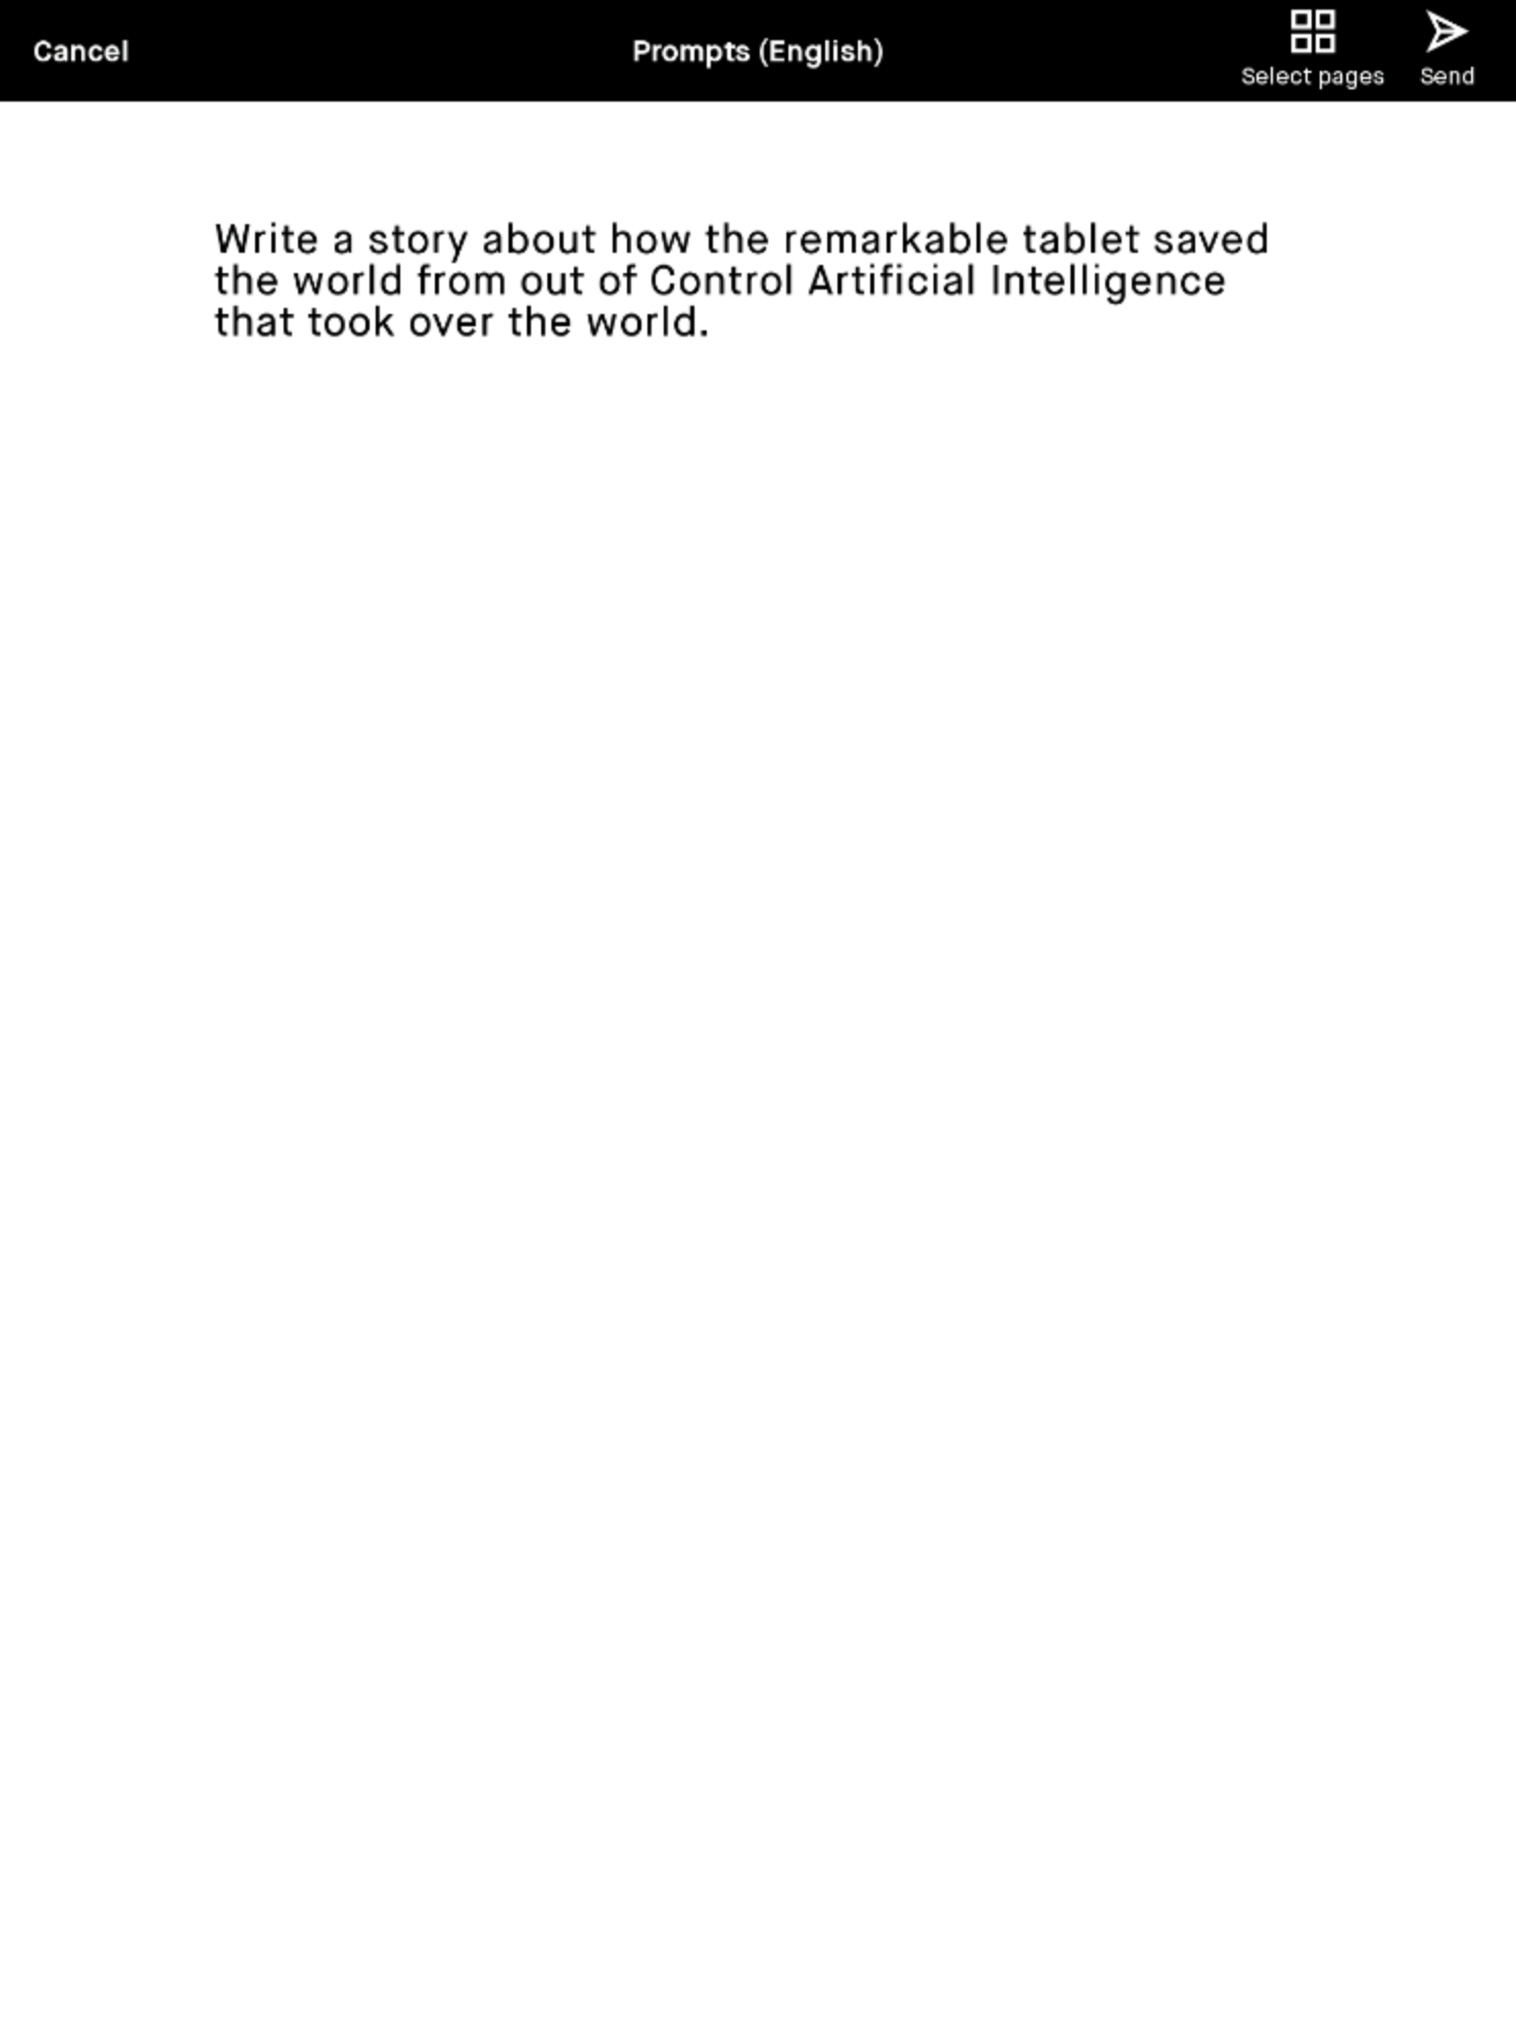 Cancel
Prompts (English)
Select pages
Send
Write a story about how the remarkable tablet saved
the world from out of Control Artificial Intelligence
that took over the world.